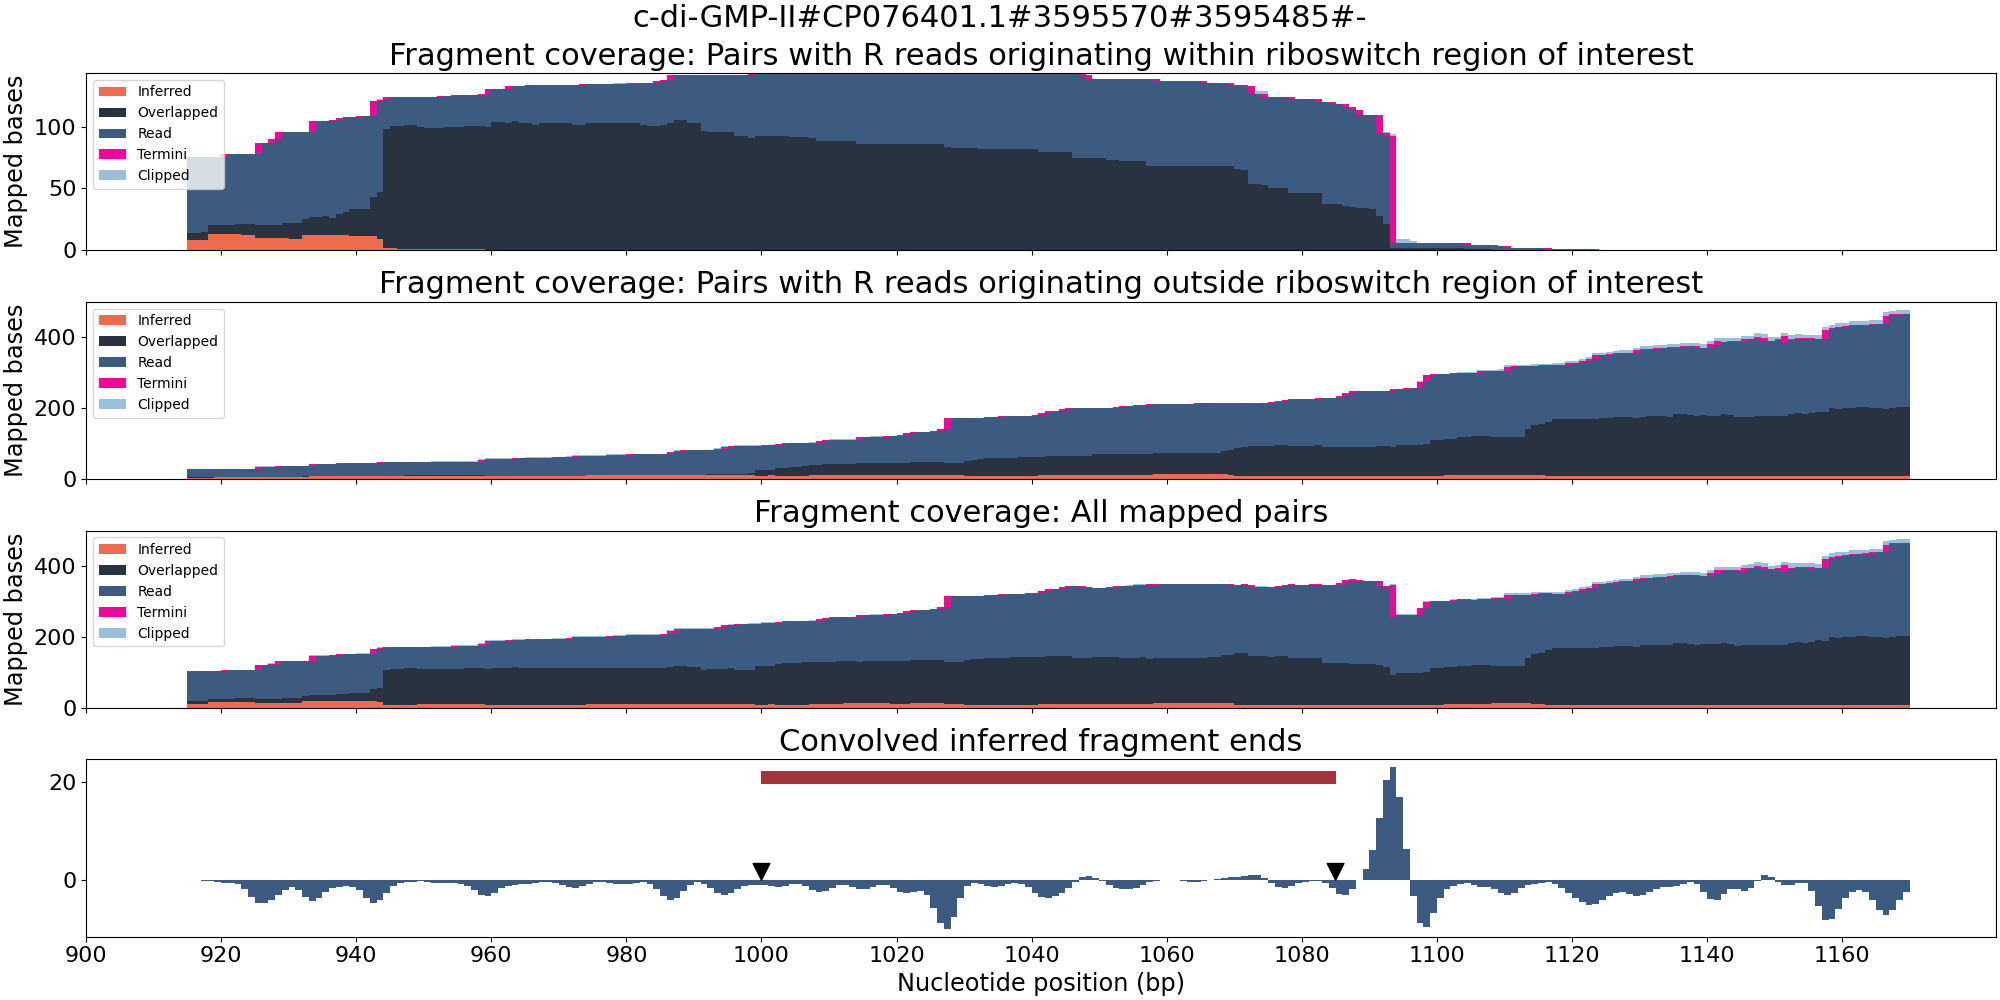 c-di-GMP-II#CP076401.1#3595570#3595485#-
Fragment coverage: Pairs with R reads originating within riboswitch region of interest
Mapped bases
100
50
0
Inferred
Overlapped
Read
Termini
Clipped
Fragment coverage: Pairs with R reads originating outside riboswitch region of interest
Mapped bases
400
200
0
Inferred
Overlapped
Read
Termini
Clipped
Fragment coverage: All mapped pairs
Mapped bases
400
200
0
Inferred
Overlapped
Read
Termini
Clipped
Convolved inferred fragment ends
20
0
900 920 940 960 980 1000 1020 1040 1060 1080 1100 1120 1140 1160
Nucleotide position (bp)